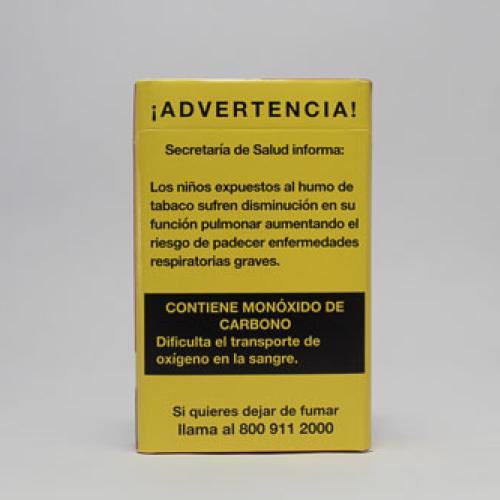 ¡ADVERTENCIA!
Secretaría de Salud informa:
Los niños expuestos al humo de
tabaco sufren disminución en su
función pulmonar aumentando el
riesgo de padecer enfermedades
respiratorias graves.
CONTIENE MONÓXIDO DE
CARBONO
Dificulta el transporte de
oxígeno en la sangre.
Si quieres dejar de fumar
llama al 800 911 2000